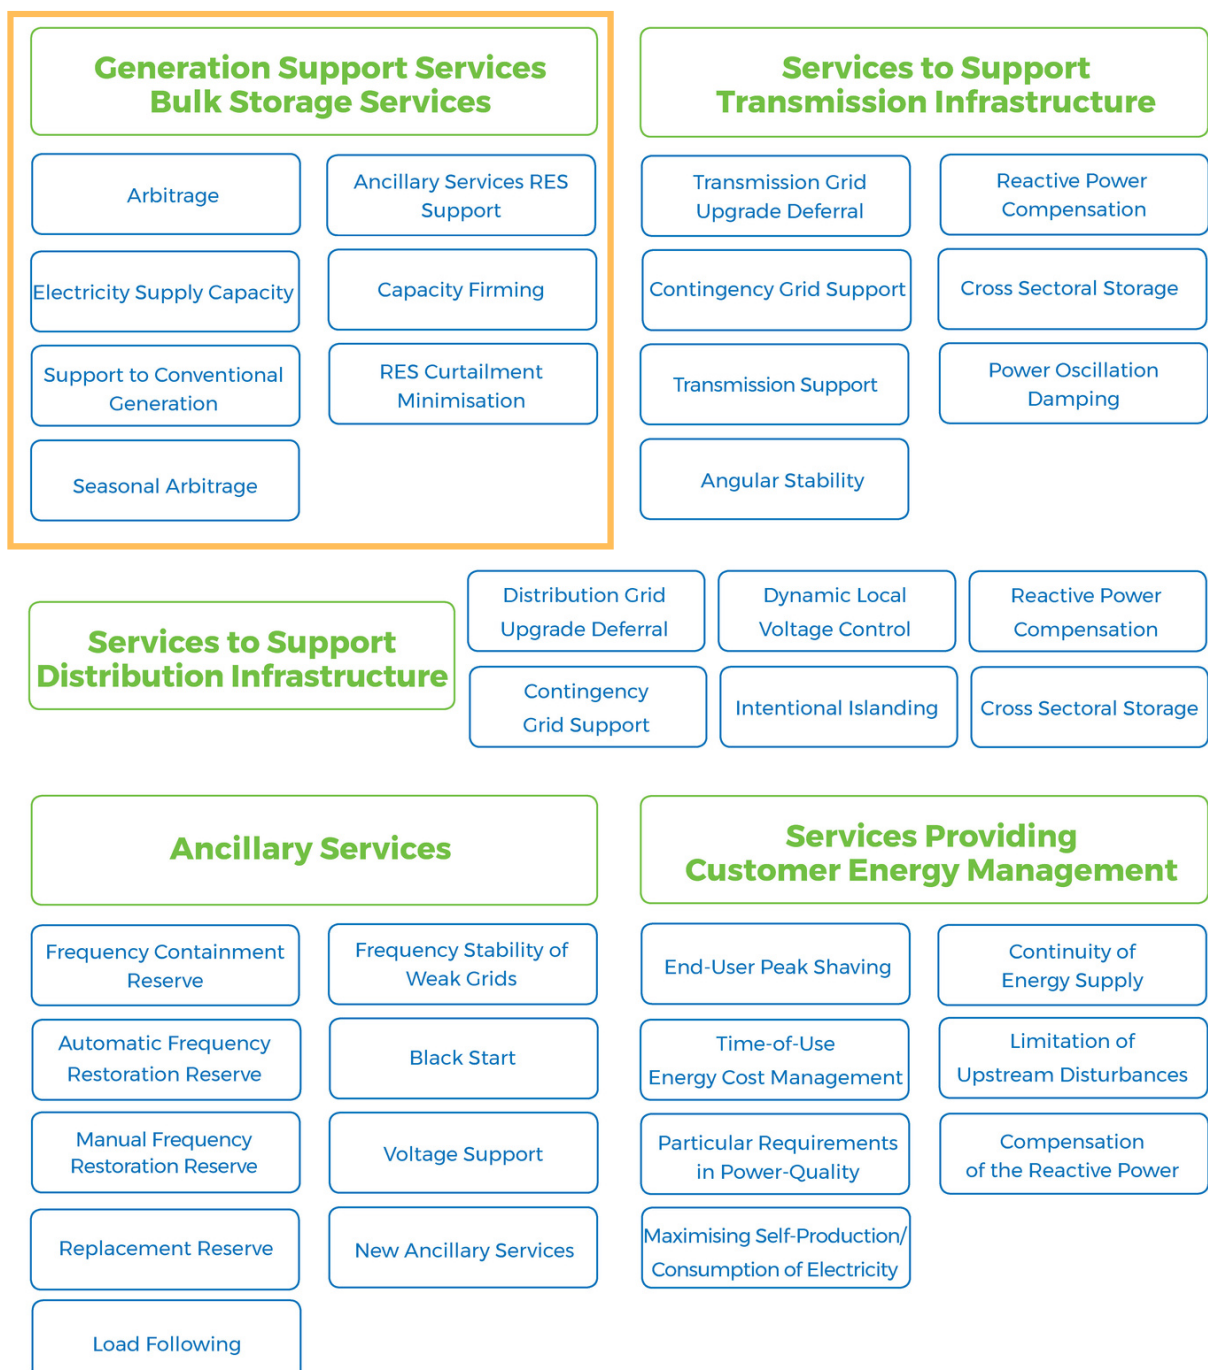 Generation Support Services
Bulk Storage Services
Arbitrage
Ancillary Services RES
Support
Electricity Supply Capacity
Capacity Firming
Support to Conventional
Generation
RES Curtailment
Minimisation
Seasonal Arbitrage
Services to Support
Transmission Infrastructure
Transmission Grid
Upgrade Deferral
Reactive Power
Compensation
Contingency Grid Support
Cross Sectoral Storage
Transmission Support
Power Oscillation
Damping
Angular Stability
Services to Support
Distribution Infrastructure
Distribution Grid
Upgrade Deferral
Dynamic Local
Voltage Control
Reactive Power
Compensation
Contingency
Grid Support
Intentional Islanding
Cross Sectoral Storage
Ancillary Services
Frequency Containment
Reserve
Frequency Stability of
Weak Grids
Automatic Frequency
Restoration Reserve
Black Start
Manual Frequency
Restoration Reserve
Voltage Support
Replacement Reserve
New Ancillary Services
Load Following
Services Providing
Customer Energy Management
End-User Peak Shaving
Continuity of
Energy Supply
Time-of-Use
Energy Cost Management
Limitation of
Upstream Disturbances
Particular Requirements
in Power-Quality
Compensation
of the Reactive Power
Maximising Self-Production/
Consumption of Electricity